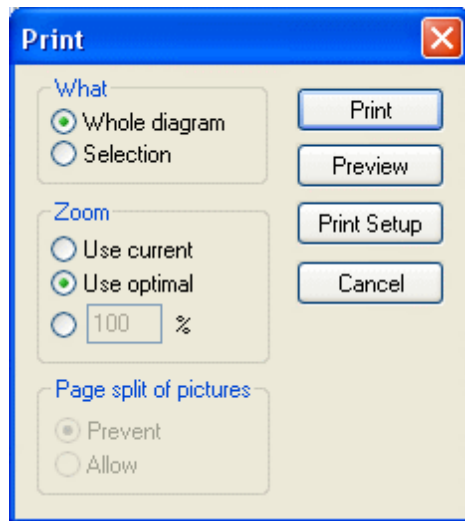 Print
What
Whole diagram
Selection
Zoom
Use current
Use optimal
100 %
Page split of pictures
Prevent
Allow
Print
Preview
Print Setup
Cancel